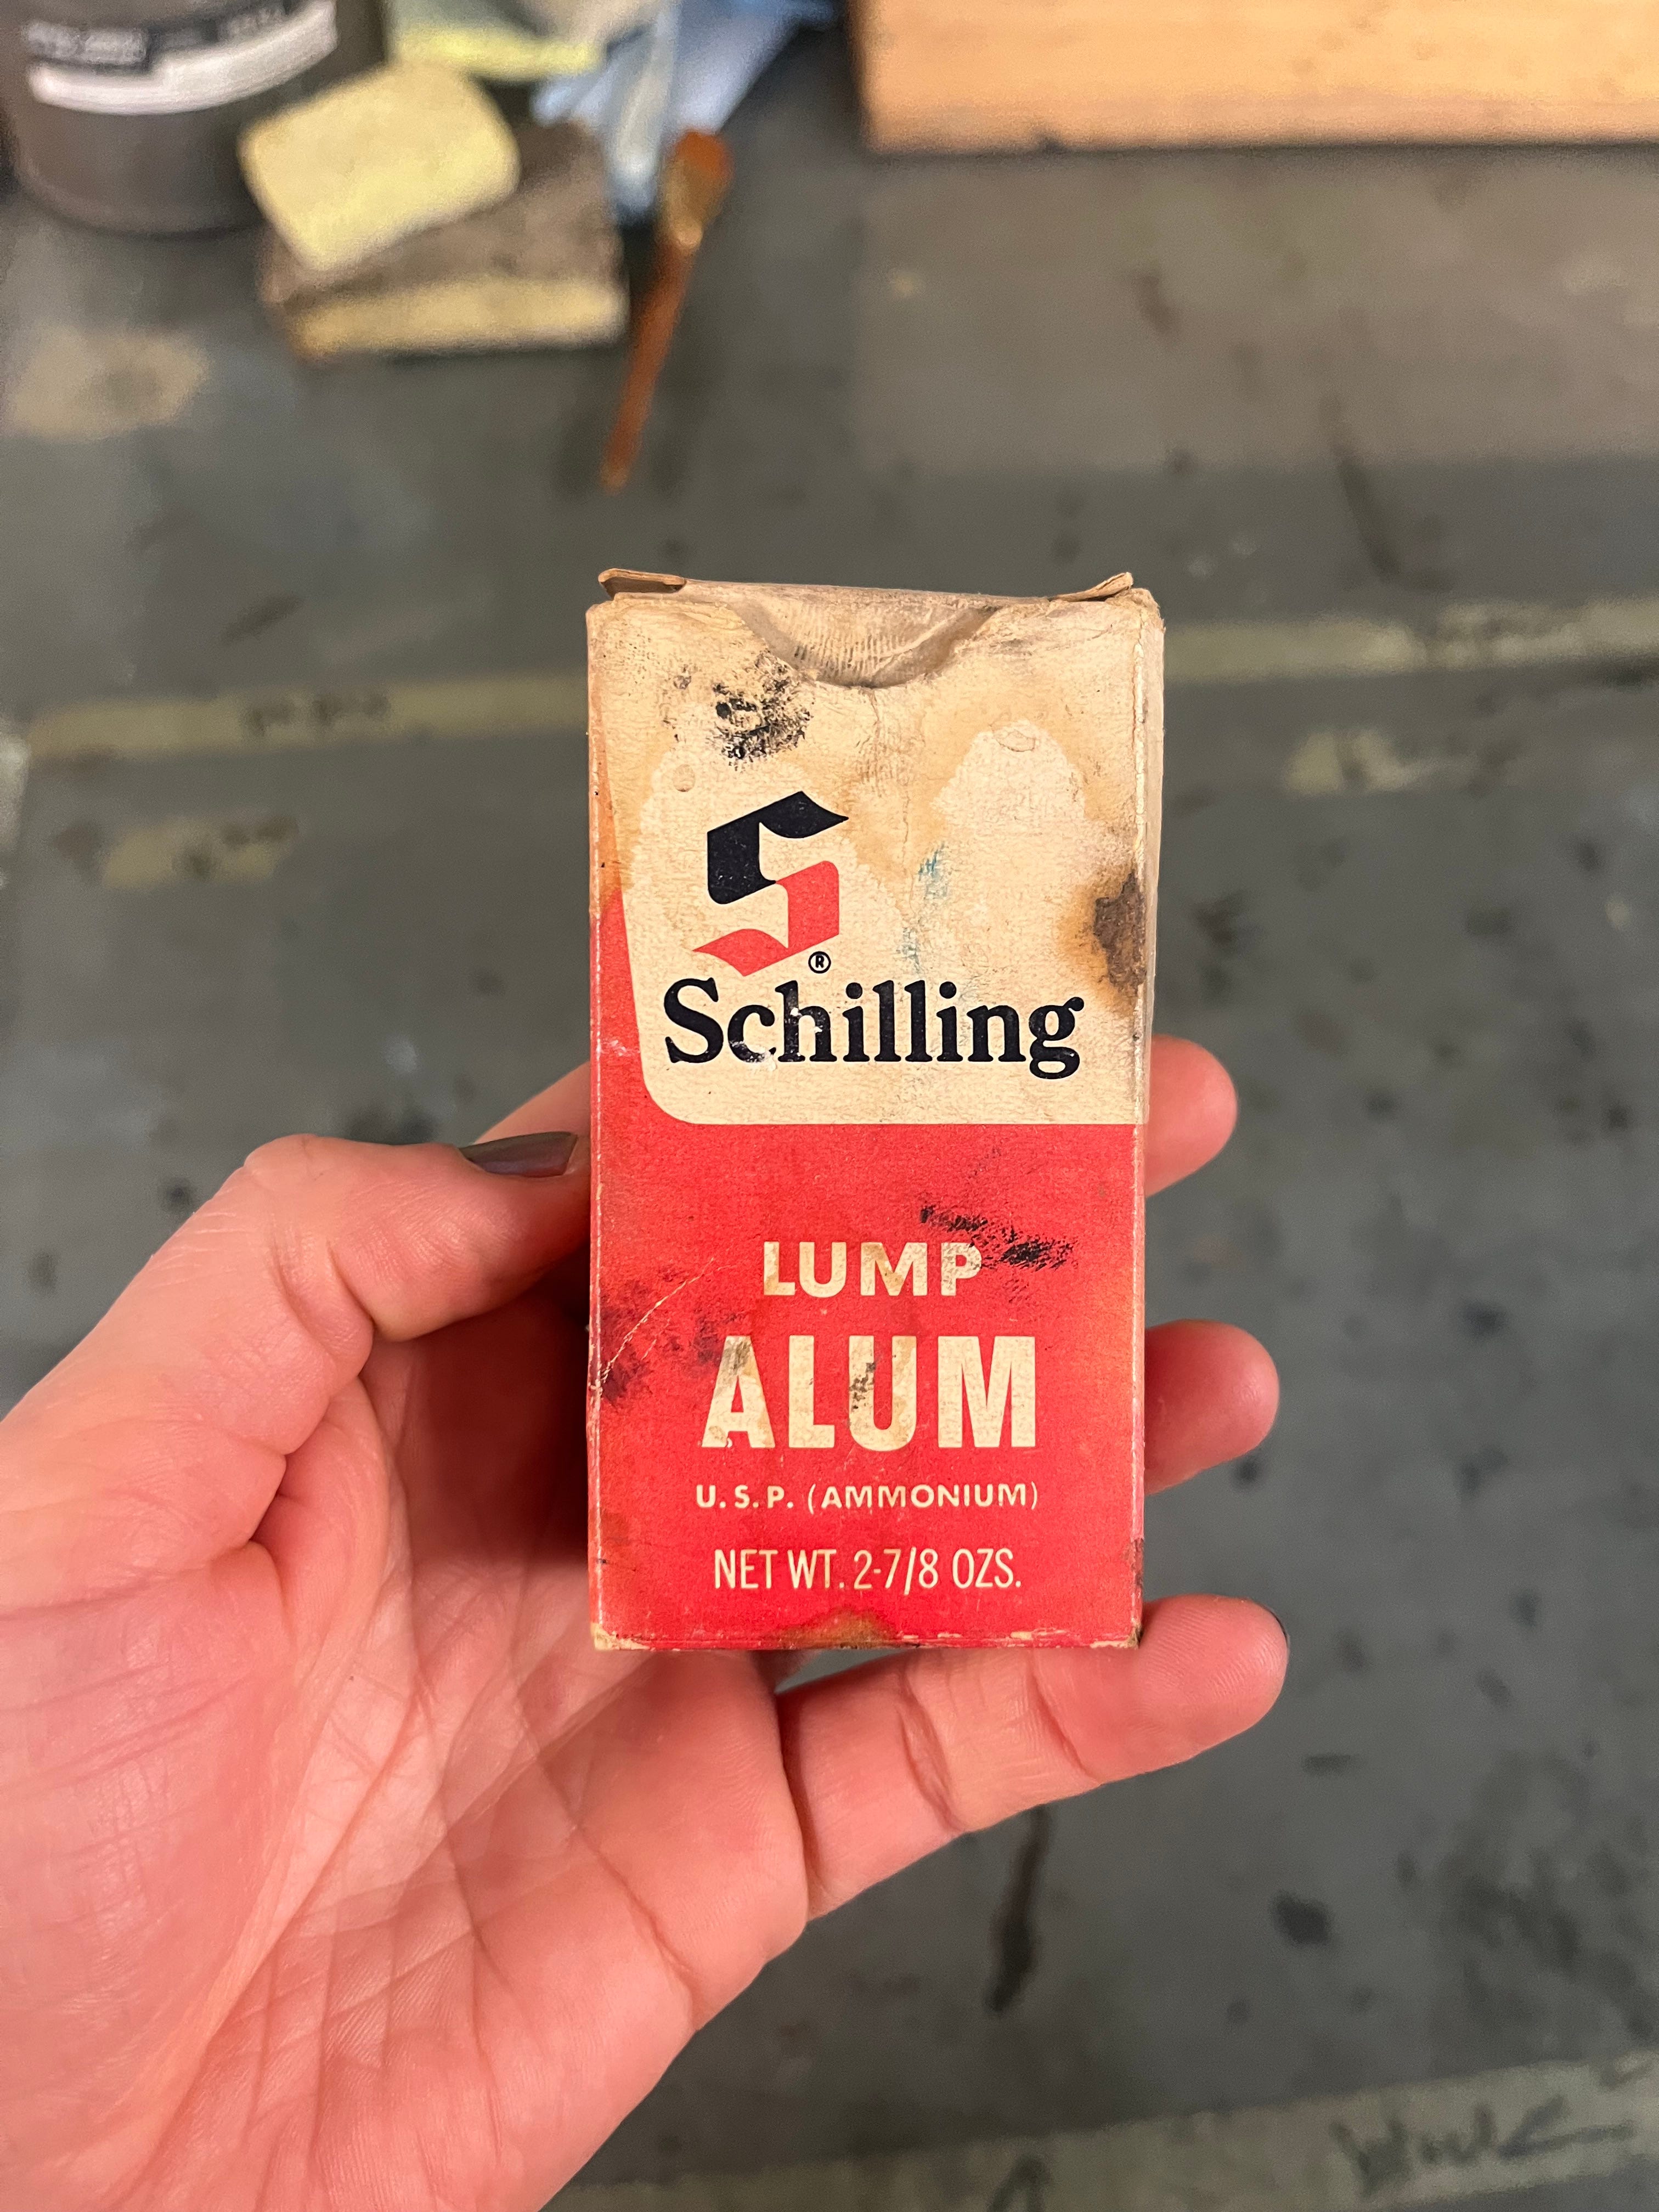 S
®
Schilling
LUMP
ALUM
U.S.P. (AMMONIUM)
NET WT. 2-7/8 OZS.